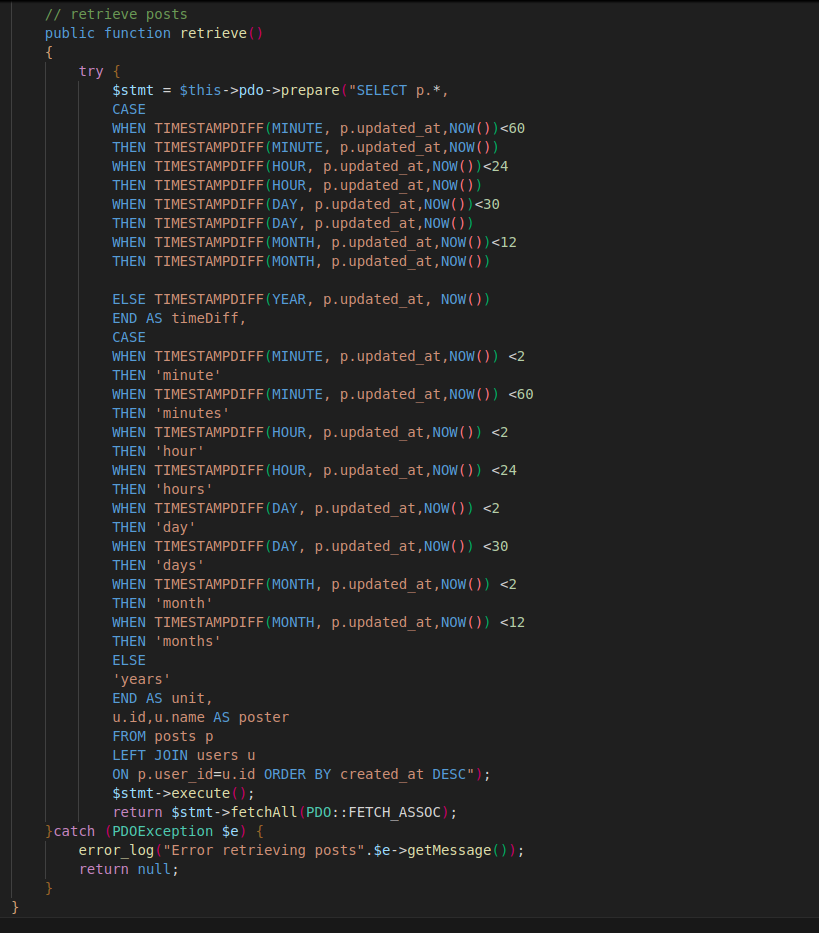 // retrieve posts
public function retrieve()
{
try {
$stmt = $this->pdo->prepare("SELECT p.*,
CASE
WHEN TIMESTAMPDIFF(MINUTE, p.updated_at,NOW())<60
THEN TIMESTAMPDIFF(MINUTE, p.updated_at,NOW())
WHEN TIMESTAMPDIFF(HOUR, p.updated_at,NOW())<24
THEN TIMESTAMPDIFF(HOUR, p.updated_at,NOW())
WHEN TIMESTAMPDIFF(DAY, p.updated_at,NOW())<30
THEN TIMESTAMPDIFF(DAY, p.updated_at,NOW())
WHEN TIMESTAMPDIFF(MONTH, p.updated_at,NOW())<12
THEN TIMESTAMPDIFF(MONTH, p.updated_at,NOW())
ELSE TIMESTAMPDIFF(YEAR, p.updated_at, NOW())
END AS timeDiff,
CASE
WHEN TIMESTAMPDIFF(MINUTE, p.updated_at,NOW()) <2
THEN 'minute'
WHEN TIMESTAMPDIFF(MINUTE, p.updated_at,NOW()) <60
THEN 'minutes'
WHEN TIMESTAMPDIFF(HOUR, p.updated_at,NOW()) <2
THEN 'hour'
WHEN TIMESTAMPDIFF(HOUR, p.updated_at,NOW()) <24
THEN 'hours'
WHEN TIMESTAMPDIFF(DAY, p.updated_at,NOW()) <2
THEN 'day'
WHEN TIMESTAMPDIFF(DAY, p.updated_at,NOW()) <30
THEN 'days'
WHEN TIMESTAMPDIFF(MONTH, p.updated_at,NOW()) <2
THEN 'month'
WHEN TIMESTAMPDIFF(MONTH, p.updated_at,NOW()) <12
THEN 'months'
ELSE
'years'
END AS unit,
u.id,u.name AS poster
FROM posts p
LEFT JOIN users u
ON p.user_id=u.id ORDER BY created_at DESC");
$stmt->execute();
return $stmt->fetchAll(PDO::FETCH_ASSOC);
}catch (PDOException $e) {
error_log("Error retrieving posts".$e->getMessage());
return null;
}
}